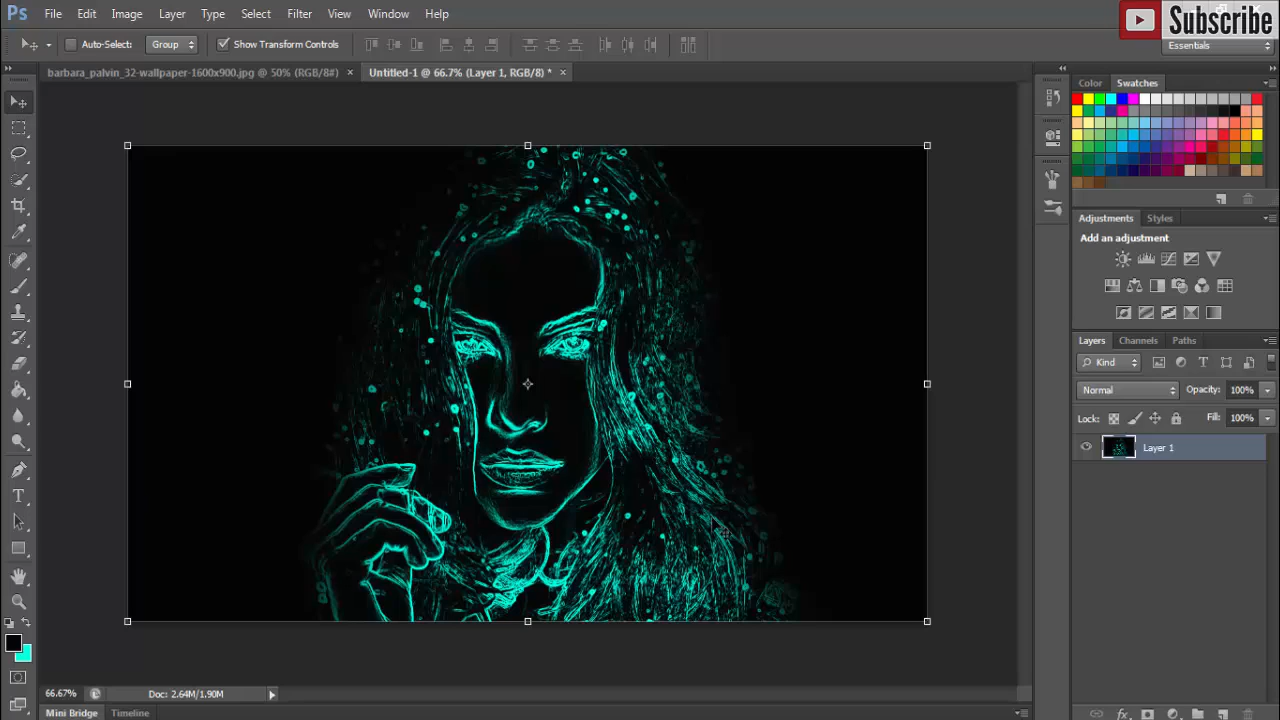 Ps File Edit Image Layer Type Select Filter View Window Help
Subscribe
Auto-Select: Group Show Transform Controls
Essentials
barbara_palvin_32-wallpaper-1600x900.jpg @ 50% (RGB/8#) × Untitled-1 @ 66.7% (Layer 1, RGB/8) * ×
Color Swatches
Adjustments Styles
Add an adjustment
Layers Channels Paths
Kind
Normal Opacity: 100%
Lock: Fill: 100%
Layer 1
66.67% Doc: 2.64M/1.90M
Mini Bridge Timeline